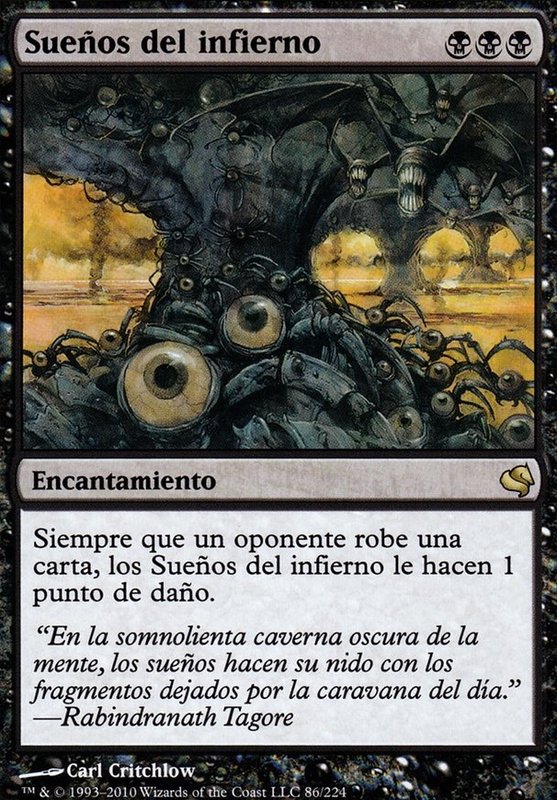 Sueños del infierno
Encantamiento
Siempre que un oponente robe una
carta, los Sueños del infierno le hacen 1
punto de daño.
“En la somnolienta caverna oscura de la
mente, los sueños hacen su nido con los
fragmentos dejados por la caravana del día.”
—Rabindranath Tagore
Carl Critchlow
™ & © 1993–2010 Wizards of the Coast LLC 86/224